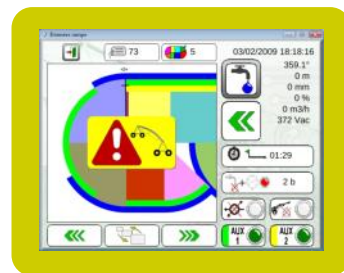 73
5
03/02/2009 18:18:16
359.1°
0 m
0 mm
0 %
0 m3/h
372 Vac
01:29
2 b
AUX
1
AUX
2